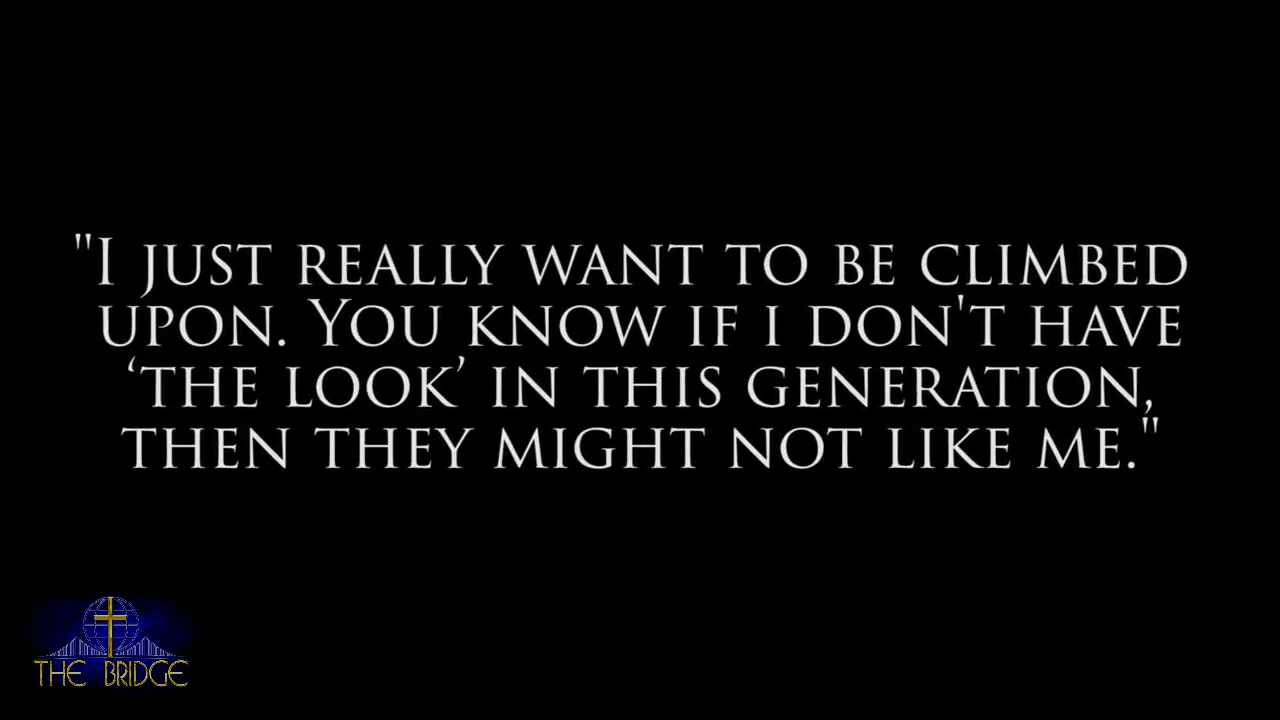 "I JUST REALLY WANT TO BE CLIMBED
UPON. YOU KNOW IF I DON'T HAVE
‘THE LOOK’ IN THIS GENERATION,
THEN THEY MIGHT NOT LIKE ME."
THE BRIDGE